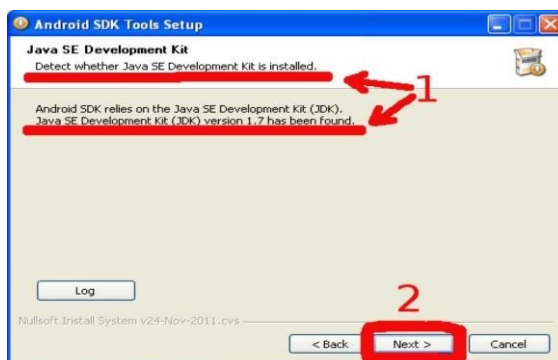 Android SDK Tools Setup
Java SE Development Kit
Detect whether Java SE Development Kit is installed.
1
Android SDK relies on the Java SE Development Kit (JDK).
Java SE Development Kit (JDK) version 1.7 has been found.
Log
2
Nullsoft Install System v24-Nov-2011.cvs
< Back
Next >
Cancel